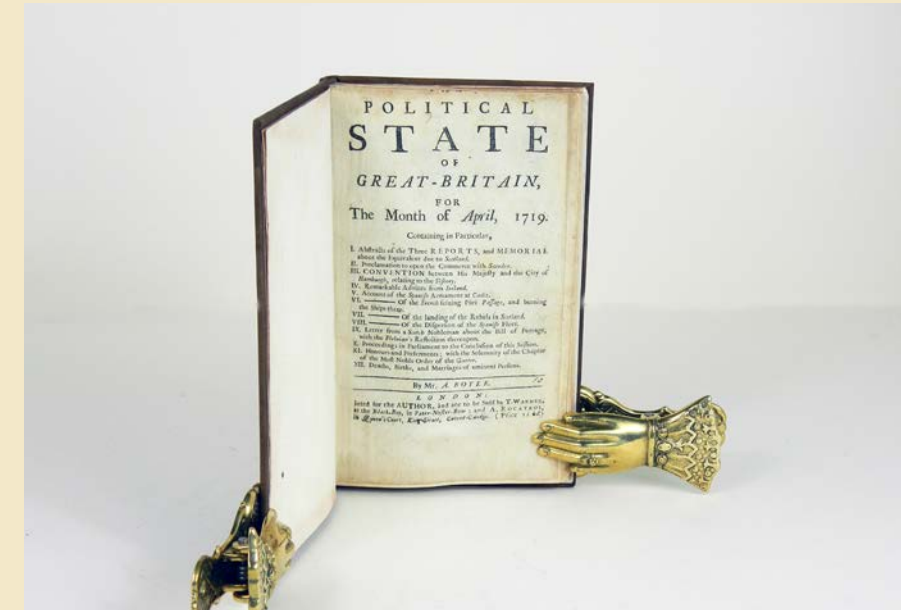 POLITICAL
STATE
OF
GREAT-BRITAIN,
FOR
The Month of April, 1719.
Containing in Particular,
I. Abstracts of the Three REPORTS, and MEMORIAL
about the Equivalent due to Scotland.
II. Proclamation to open the Commerce with Sweden.
III. CONVENTION between His Majesty and the City of
Hamburgh, relating to the
IV. Remarkable Advices from Ireland.
V. Account of the Spanish Armament at Cadiz.
VI. ——— Of the French seizing Port Passage, and burning
the Ships there.
VII. ——— Of the landing of the Rebels in Scotland.
VIII. ——— Of the Dispersion of the Spanish Fleet.
IX. Letter from a Scots Nobleman about the Bill of Peerage,
with the Reflections thereupon.
X. Proceedings in Parliament to the Conclusion of this Session.
XI. Honours and Preferments; with the Solemnity of the Chapter
of the Most Noble Order of the Garter.
XII. Deaths, Births, and Marriages of eminent Persons.
By Mr. A. BOYER.
LONDON:
Printed for the AUTHOR, and are to be Sold by T. WARNER,
at the Black-Boy, in Pater-Noster-Row; and A.
in Queen's Court, King-Street, Covent-Garden.